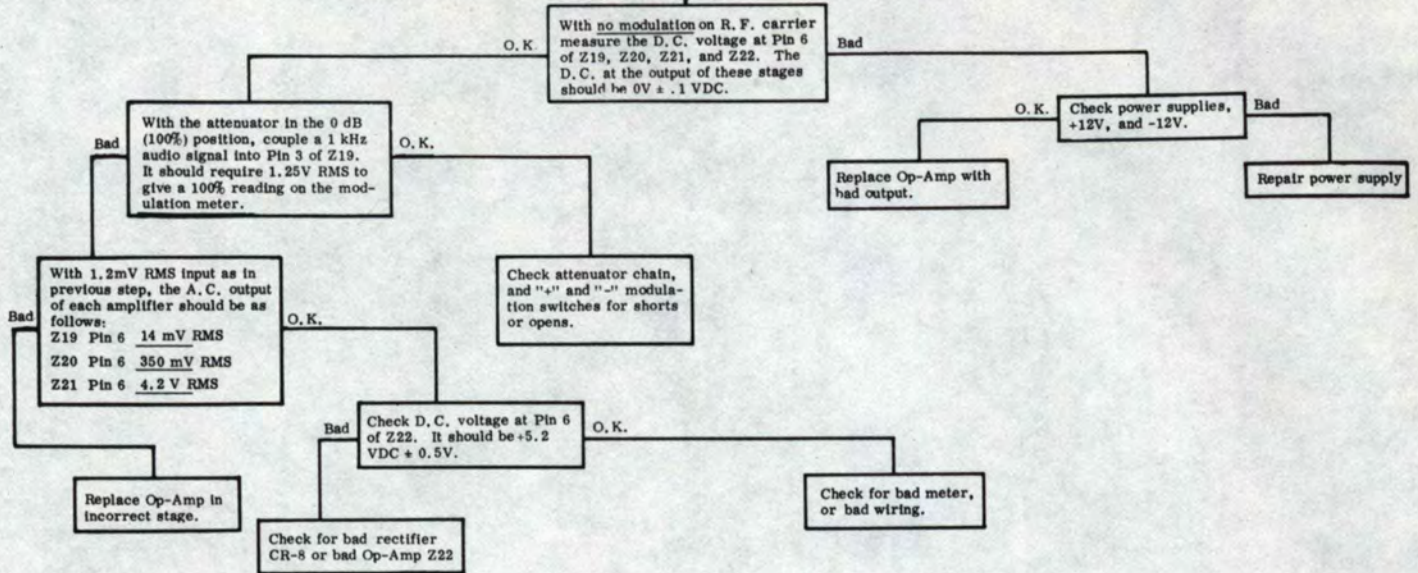 With no modulation on R. F. carrier
measure the D. C. voltage at Pin 6
of Z19, Z20, Z21, and Z22. The
D. C. at the output of these stages
should be 0V ± .1 VDC.
O. K.
Bad
With the attenuator in the 0 dB
(100%) position, couple a 1 kHz
audio signal into Pin 3 of Z19.
It should require 1.25V RMS to
give a 100% reading on the mod-
ulation meter.
Bad
O. K.
Check power supplies,
+12V, and -12V.
O. K.
Bad
Replace Op-Amp with
bad output.
Repair power supply
With 1.2mV RMS input as in
previous step, the A. C. output
of each amplifier should be as
follows:
Z19 Pin 6 14 mV RMS
Z20 Pin 6 350 mV RMS
Z21 Pin 6 4.2 V RMS
Bad
O. K.
Check attenuator chain,
and "+" and "-" modula-
tion switches for shorts
or opens.
Check D. C. voltage at Pin 6
of Z22. It should be +5.2
VDC ± 0.5V.
Bad
O. K.
Replace Op-Amp in
incorrect stage.
Check for bad rectifier
CR-8 or bad Op-Amp Z22
Check for bad meter,
or bad wiring.